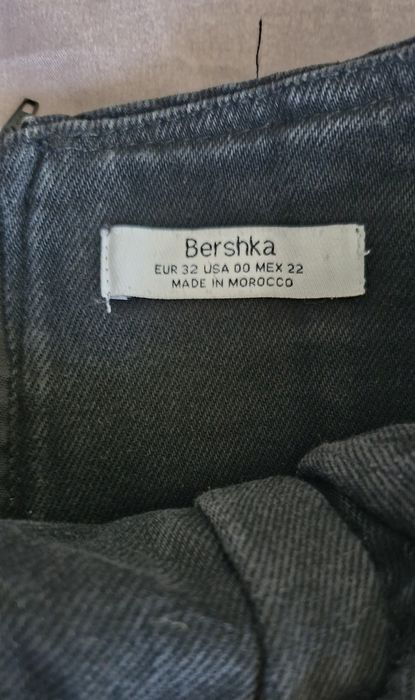 Bershka
EUR 32 USA 00 MEX 22
MADE IN MOROCCO